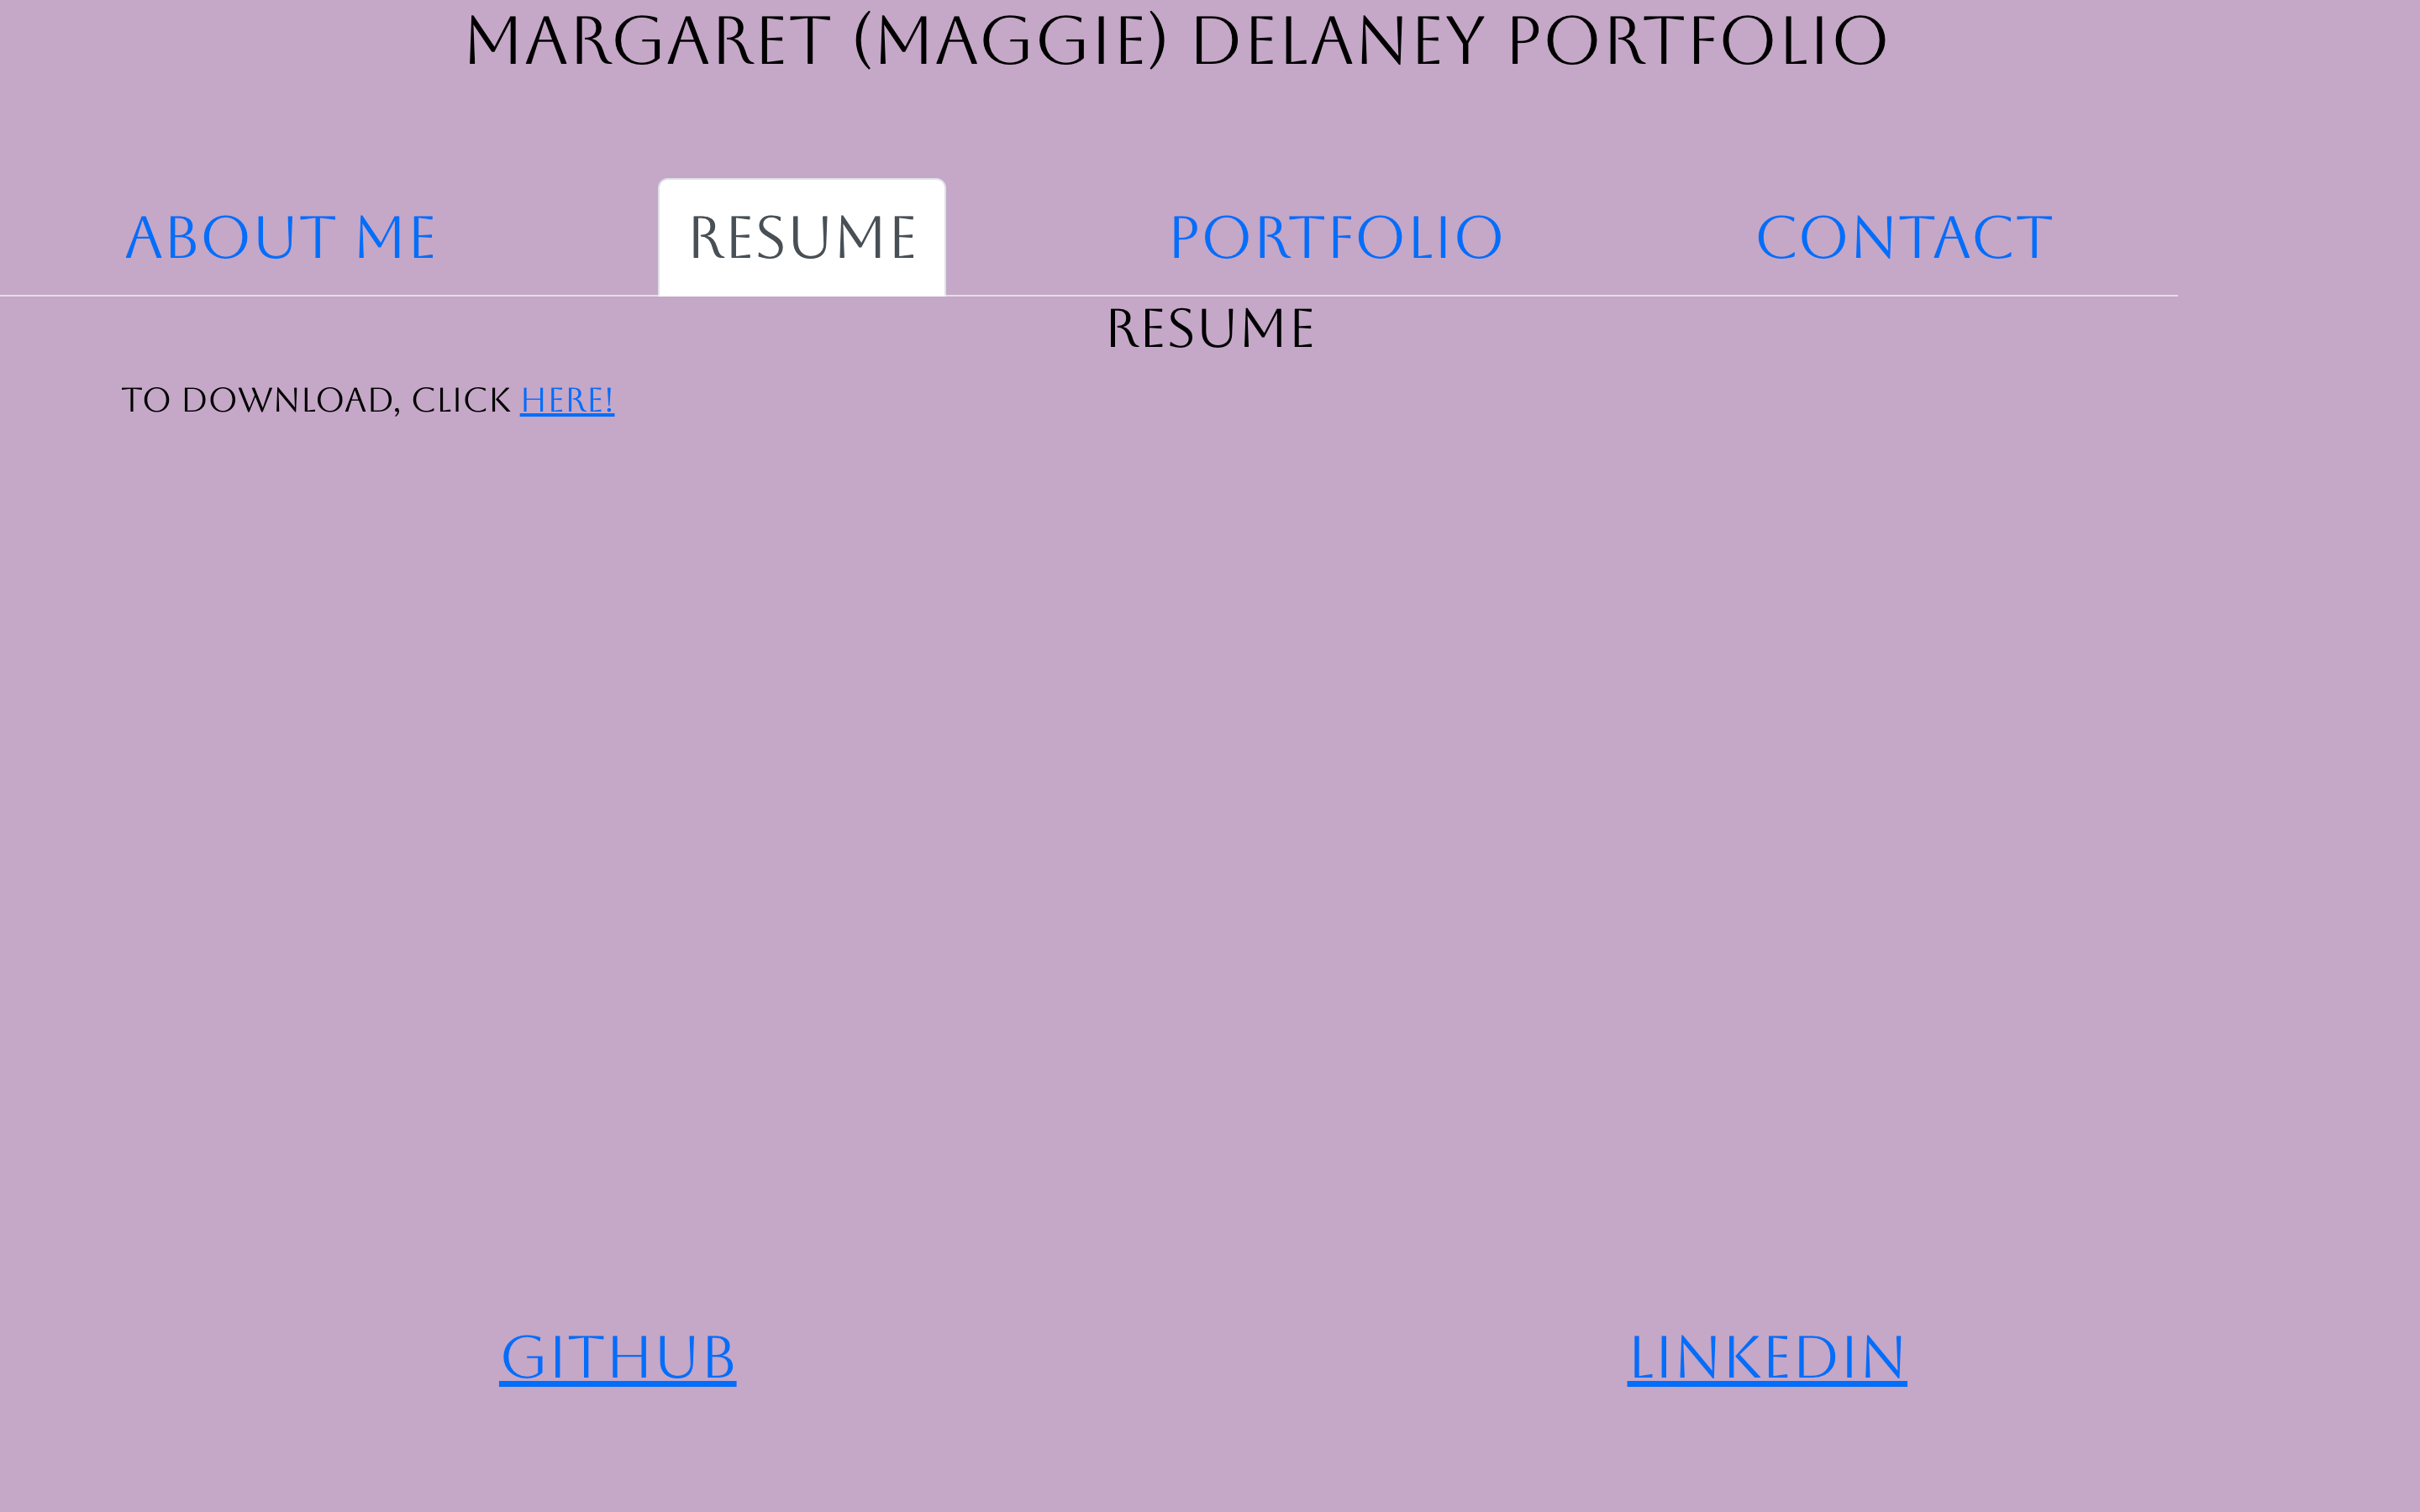 MARGARET (MAGGIE) DELANEY PORTFOLIO
ABOUT ME RESUME PORTFOLIO CONTACT
RESUME
TO DOWNLOAD, CLICK HERE!
GITHUB LINKEDIN